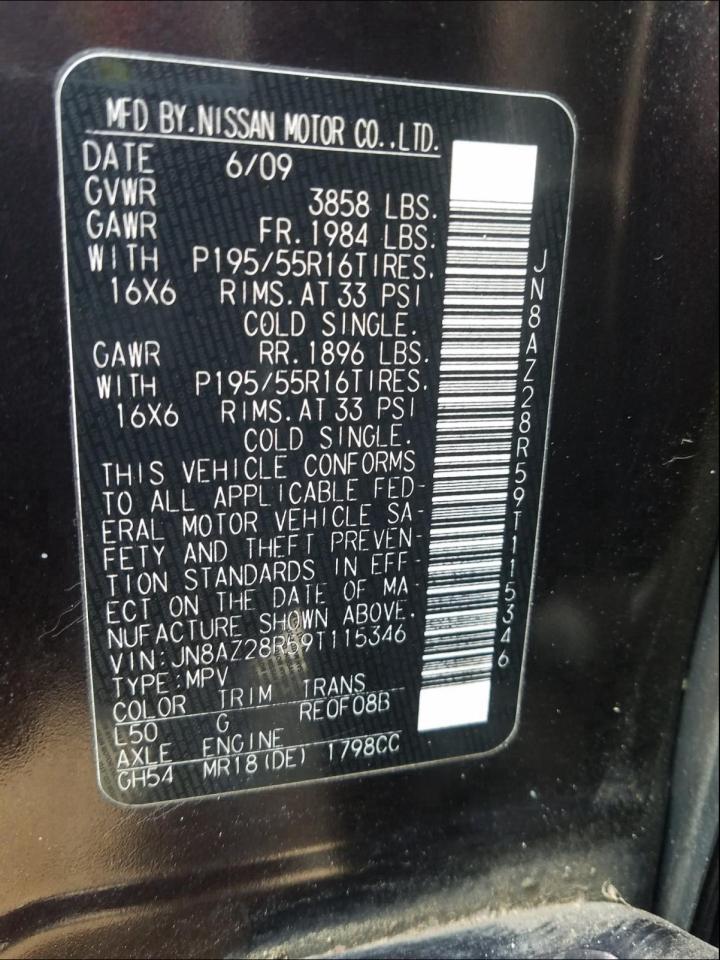 MFD BY.NISSAN MOTOR CO.,LTD.
DATE 6/09
GVWR 3858 LBS.
GAWR FR. 1984 LBS.
WITH P195/55R16TIRES.
16X6 RIMS. AT 33 PSI
COLD SINGLE.
GAWR RR. 1896 LBS.
WITH P195/55R16TIRES.
16X6 RIMS. AT 33 PSI
COLD SINGLE.
THIS VEHICLE CONFORMS
TO ALL APPLICABLE FED-
ERAL MOTOR VEHICLE SA-
FETY AND THEFT PREVEN-
TION STANDARDS IN EFF-
ECT ON THE DATE OF MA-
NUFACTURE SHOWN ABOVE.
VIN: JN8AZ28R59T115346
TYPE: MPV
COLOR TRIM TRANS
L50 G RE0F08B
AXLE ENGINE
GH54 MR18(DE) 1798CC
JN8AZ28R59T115346